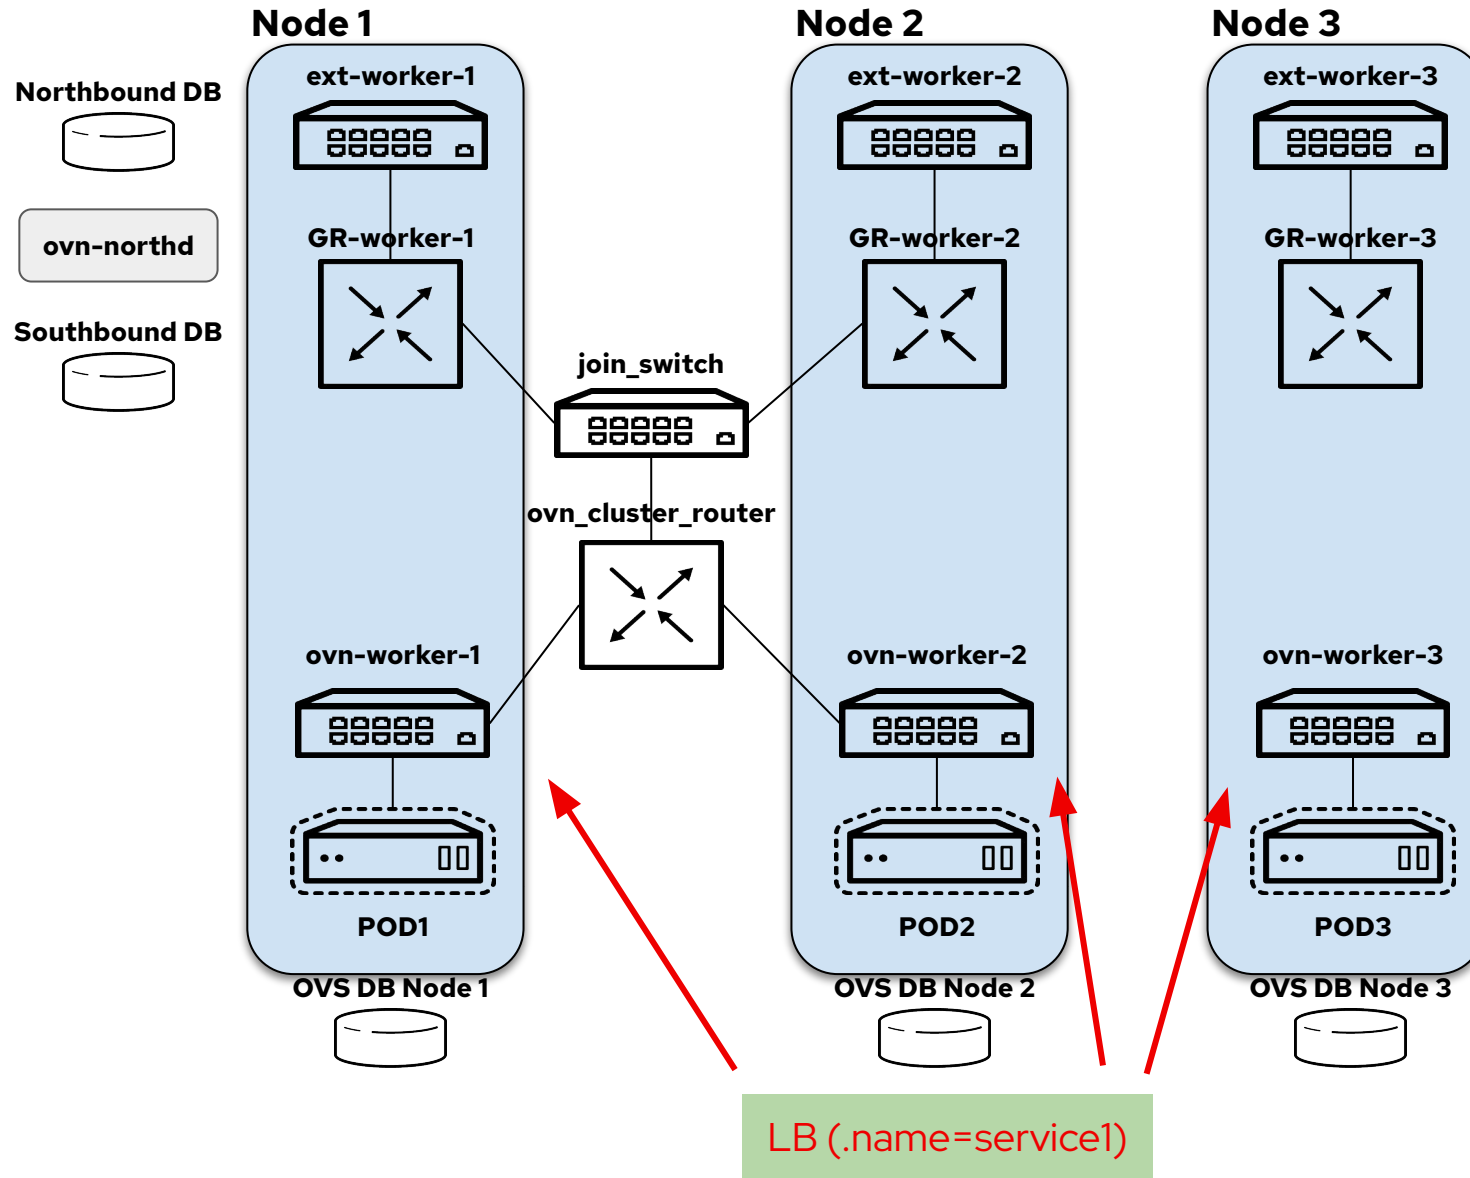 Node 1
Node 2
Node 3
ext-worker-1
ext-worker-2
ext-worker-3
Northbound DB
GR-worker-1
GR-worker-2
GR-worker-3
ovn-northd
Southbound DB
join_switch
ovn_cluster_router
ovn-worker-1
ovn-worker-2
ovn-worker-3
POD1
POD2
POD3
OVS DB Node 1
OVS DB Node 2
OVS DB Node 3
LB (.name=service1)